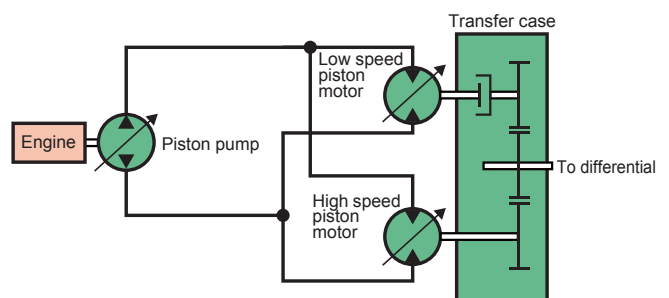 Transfer case
Low speed
piston
motor
Engine
Piston pump
To differential
High speed
piston
motor